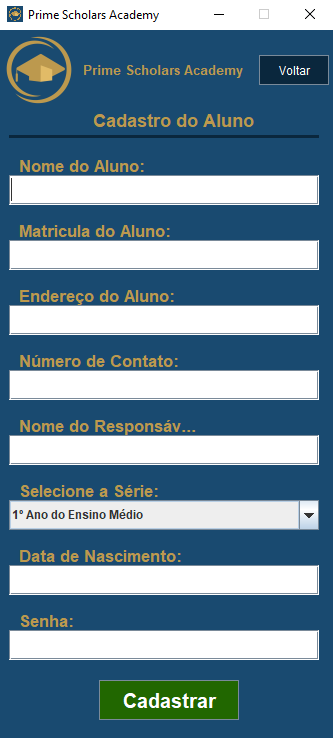 Prime Scholars Academy
Prime Scholars Academy
Voltar
Cadastro do Aluno
Nome do Aluno:
Matricula do Aluno:
Endereço do Aluno:
Número de Contato:
Nome do Responsáv...
Selecione a Série:
1º Ano do Ensino Médio
Data de Nascimento:
Senha:
Cadastrar